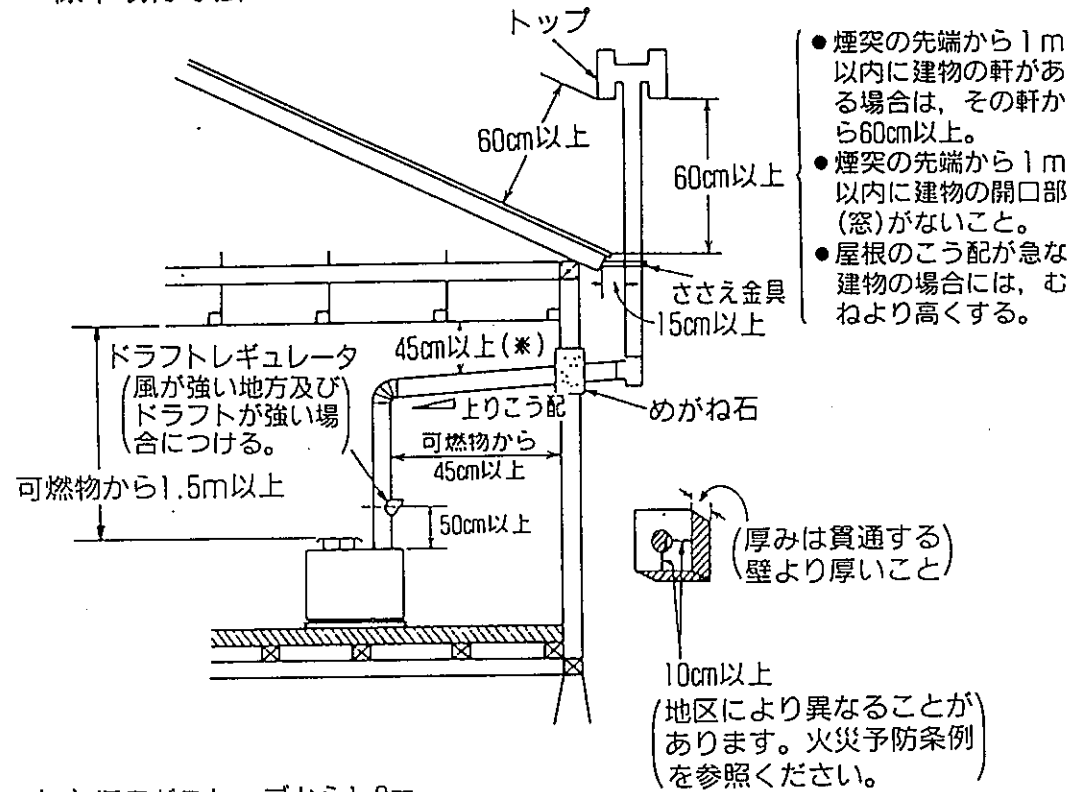 トップ
●煙突の先端から1m
以内に建物の軒があ
る場合は，その軒か
ら60cm以上。
●煙突の先端から1m
以内に建物の開口部
(窓)がないこと。
●屋根のこう配が急な
建物の場合には，む
ねより高くする。
60cm以上
60cm以上
ささえ金具
15cm以上
45cm以上(※)
ドラフトレギュレータ
(風が強い地方及び
ドラフトが強い場
合につける。)
上りこう配
めがね石
可燃物から
45cm以上
可燃物から1.5m以上
50cm以上
(厚みは貫通する
壁より厚いこと)
10cm以上
(地区により異なることが
あります。火災予防条例
を参照ください。)